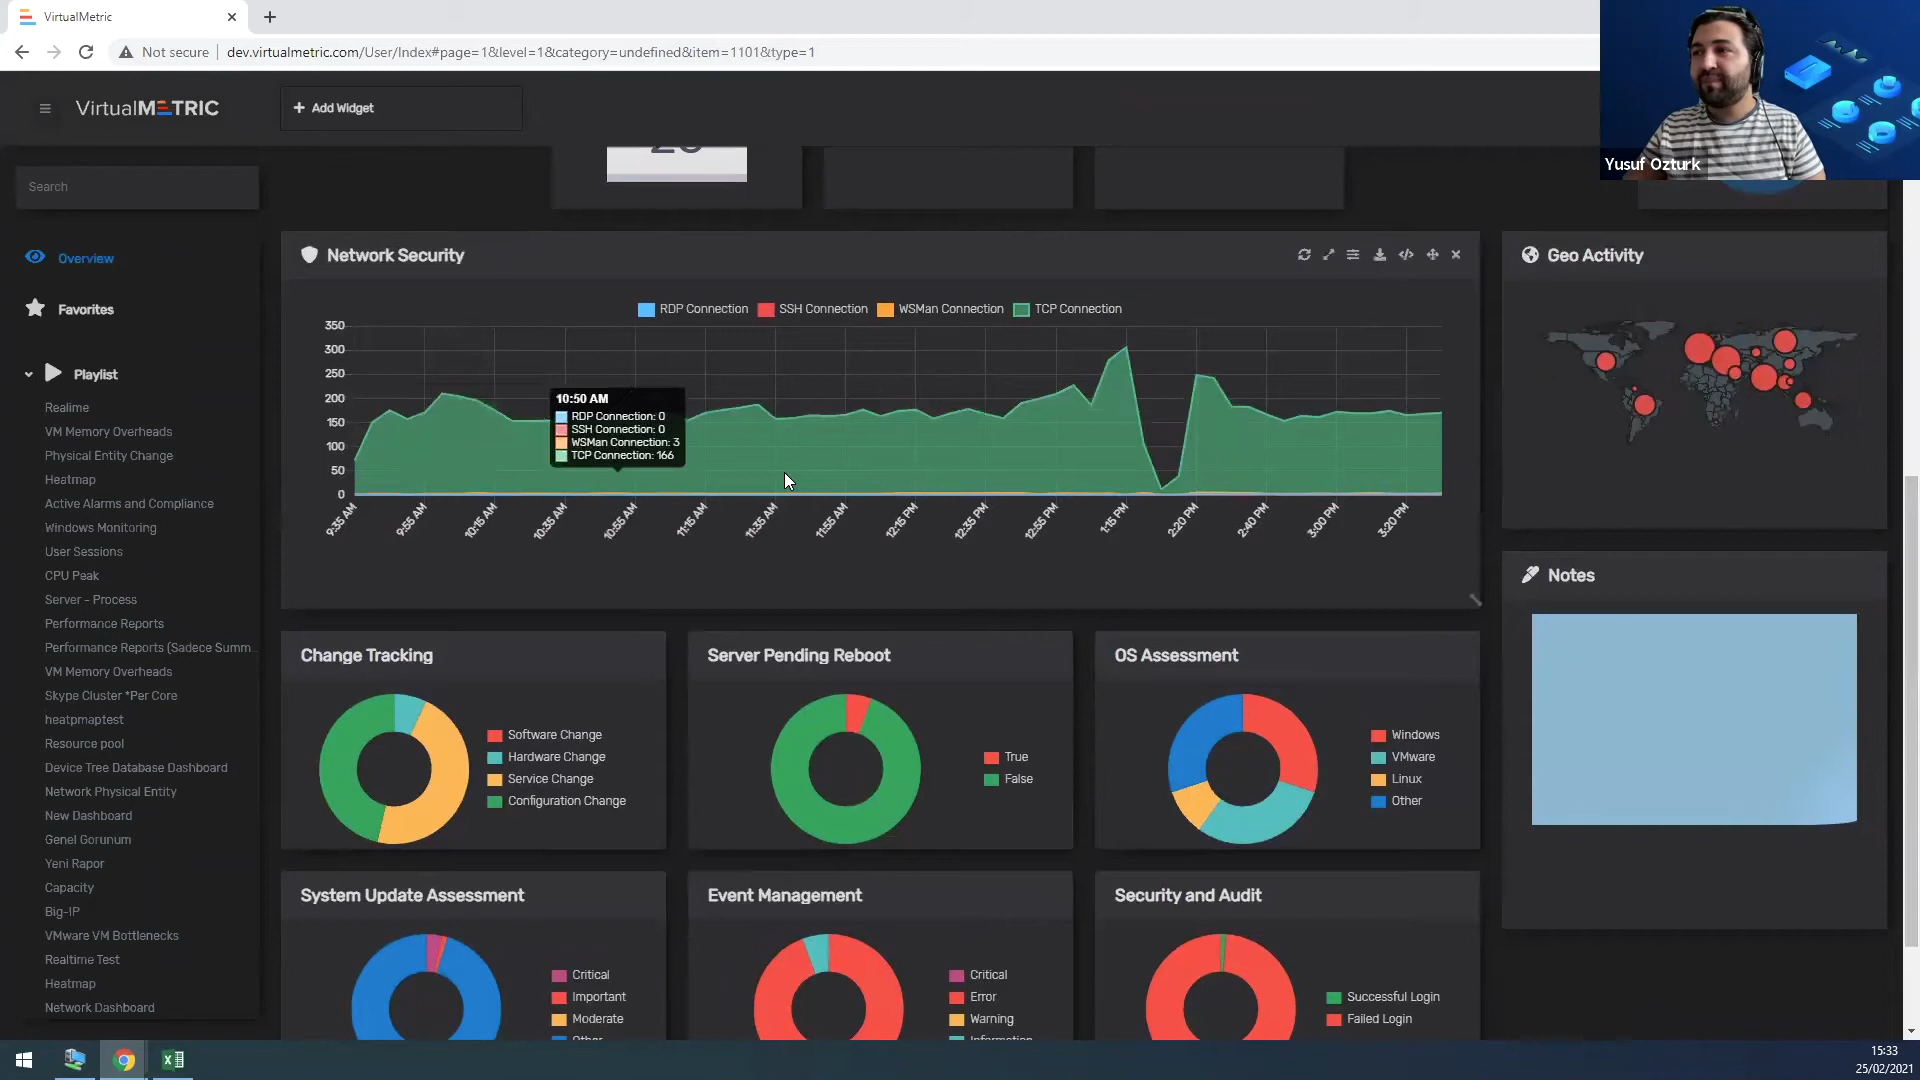 VirtualMetric
Not secure
dev.virtualmetric.com/User/Index#page=1&level=1&category=undefined&item=1101&type=1
Yusuf Ozturk
VirtualMETRIC
+ Add Widget
Search
Overview
Favorites
Playlist
Realime
VM Memory Overheads
Physical Entity Change
Heatmap
Active Alarms and Compliance
Windows Monitoring
User Sessions
CPU Peak
Server - Process
Performance Reports
Performance Reports (Sadece Summ...
VM Memory Overheads
Skype Cluster *Per Core
heatpmaptest
Resource pool
Device Tree Database Dashboard
Network Physical Entity
New Dashboard
Genel Gorunum
Yeni Rapor
Capacity
Big-IP
VMware VM Bottlenecks
Realtime Test
Heatmap
Network Dashboard
Network Security
RDP Connection
SSH Connection
WSMan Connection
TCP Connection
350
300
250
200
150
100
50
0
10:50 AM
RDP Connection: 0
SSH Connection: 0
WSMan Connection: 3
TCP Connection: 166
9:35 AM
9:55 AM
10:15 AM
10:35 AM
10:55 AM
11:15 AM
11:35 AM
11:55 AM
12:15 PM
12:35 PM
12:55 PM
1:15 PM
2:20 PM
2:40 PM
3:00 PM
3:20 PM
Geo Activity
Notes
Change Tracking
Software Change
Hardware Change
Service Change
Configuration Change
Server Pending Reboot
True
False
OS Assessment
Windows
VMware
Linux
Other
System Update Assessment
Critical
Important
Moderate
Other
Event Management
Critical
Error
Warning
Information
Security and Audit
Successful Login
Failed Login
15:33
25/02/2021